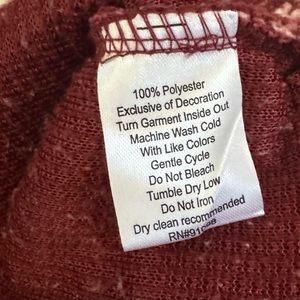 100% Polyester
Exclusive of Decoration
Turn Garment Inside Out
Machine Wash Cold
With Like Colors
Gentle Cycle
Do Not Bleach
Tumble Dry Low
Do Not Iron
Dry clean recommended